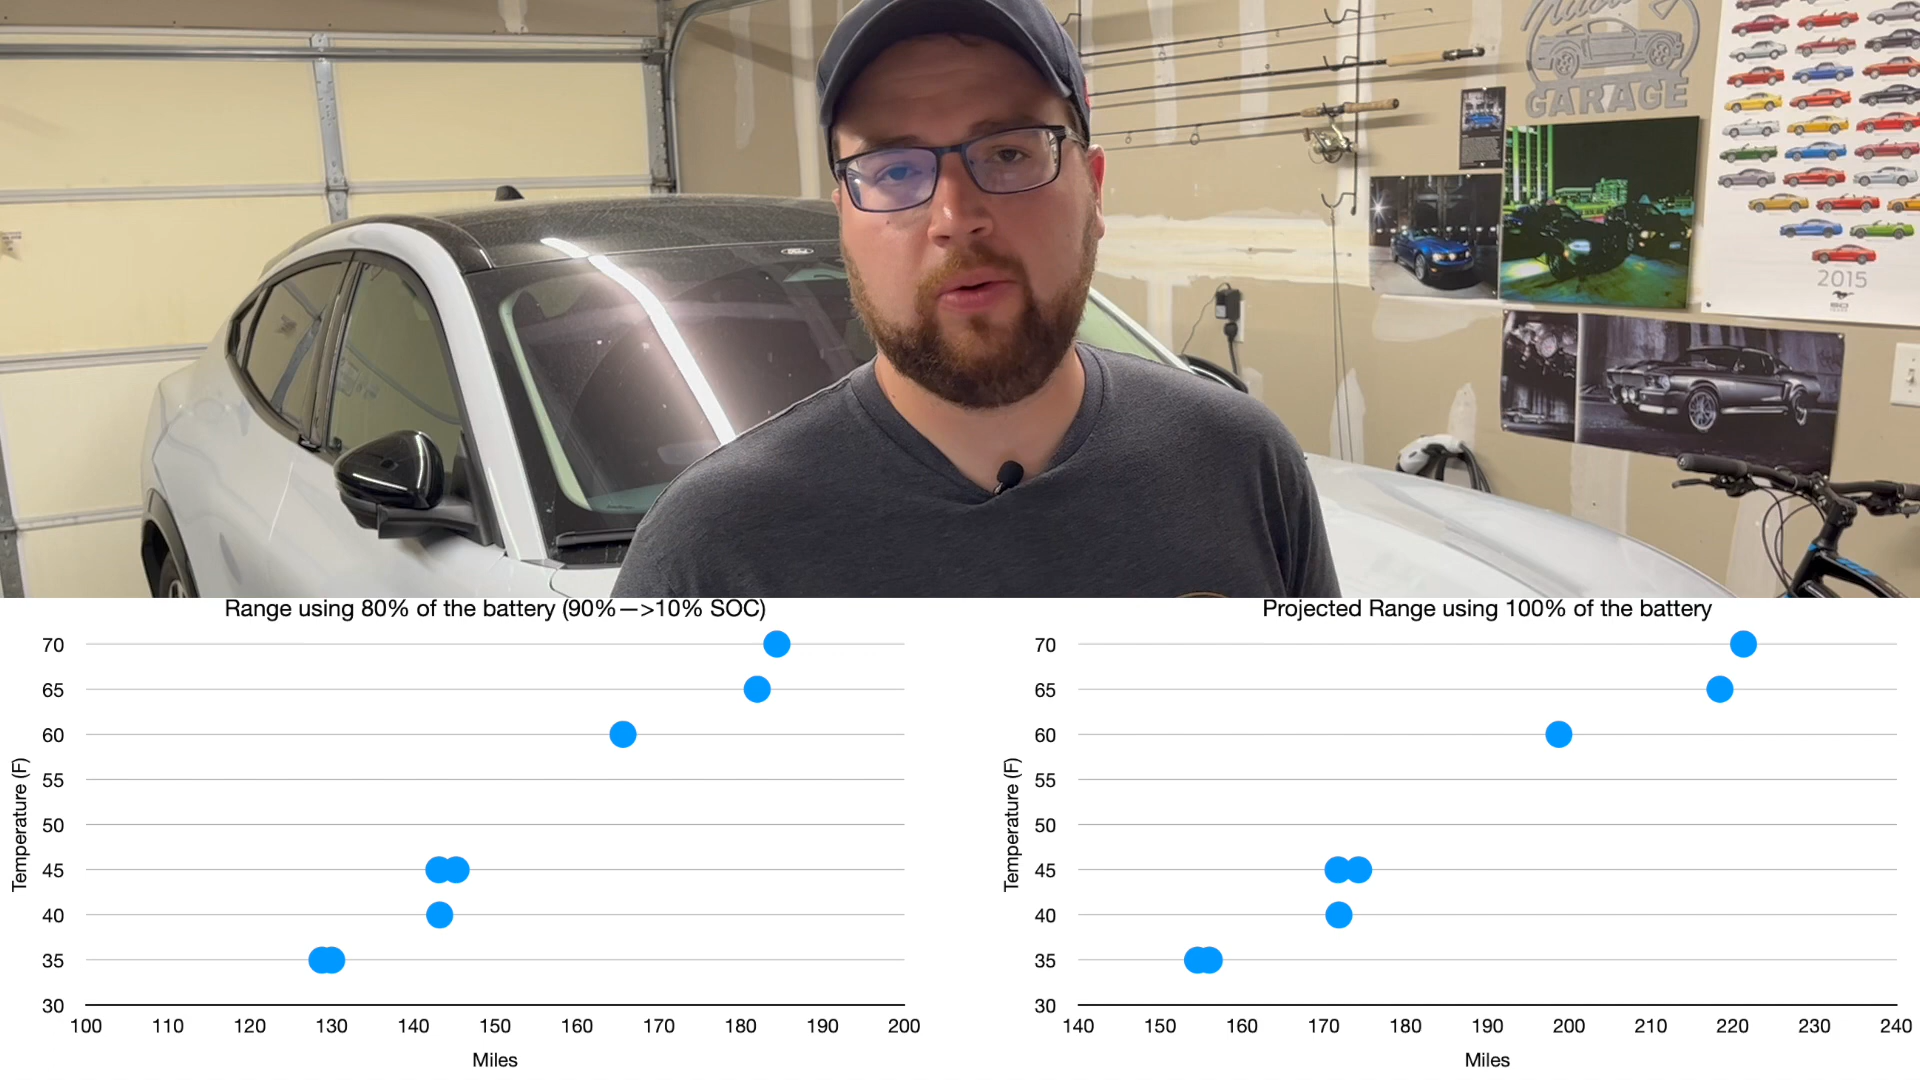 GARAGE
2015
Ford
Range using 80% of the battery (90%—>10% SOC)
70
65
60
55
50
45
40
35
30
Temperature (F)
100 110 120 130 140 150 160 170 180 190 200
Miles
Projected Range using 100% of the battery
70
65
60
55
50
45
40
35
30
Temperature (F)
140 150 160 170 180 190 200 210 220 230 240
Miles